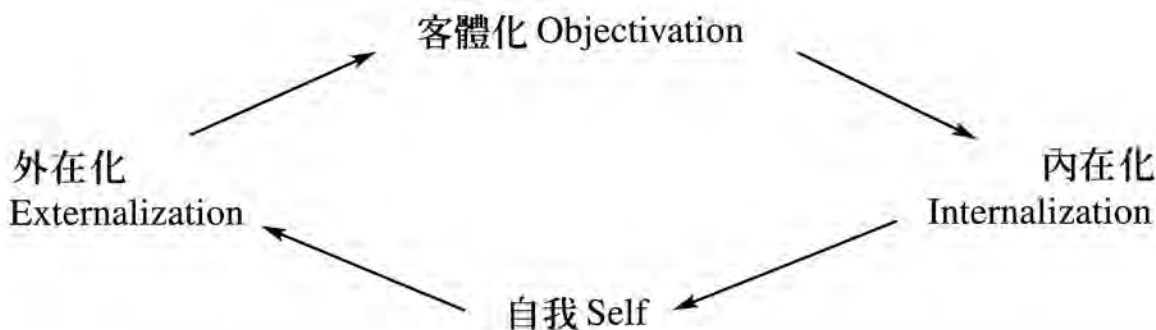 客體化 Objectivation
外在化
Externalization
內在化
Internalization
自我 Self